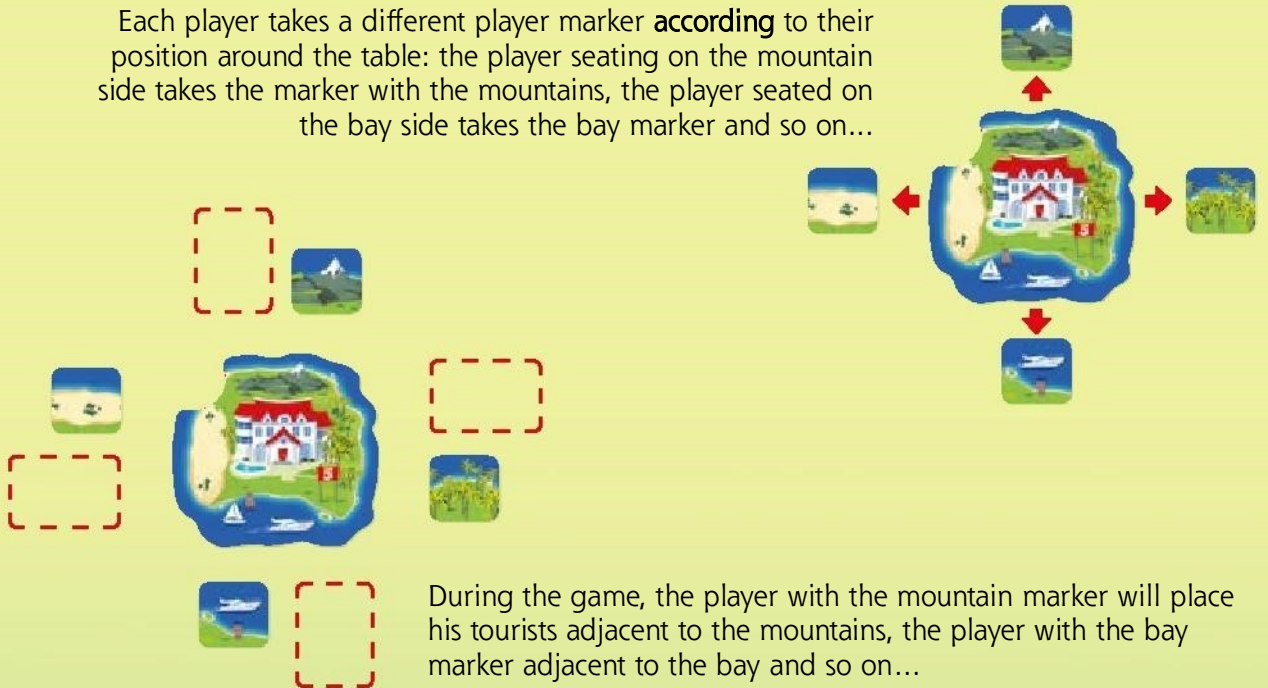 Each player takes a different player marker according to their
position around the table: the player seating on the mountain
side takes the marker with the mountains, the player seated on
the bay side takes the bay marker and so on...
5
5
During the game, the player with the mountain marker will place
his tourists adjacent to the mountains, the player with the bay
marker adjacent to the bay and so on...